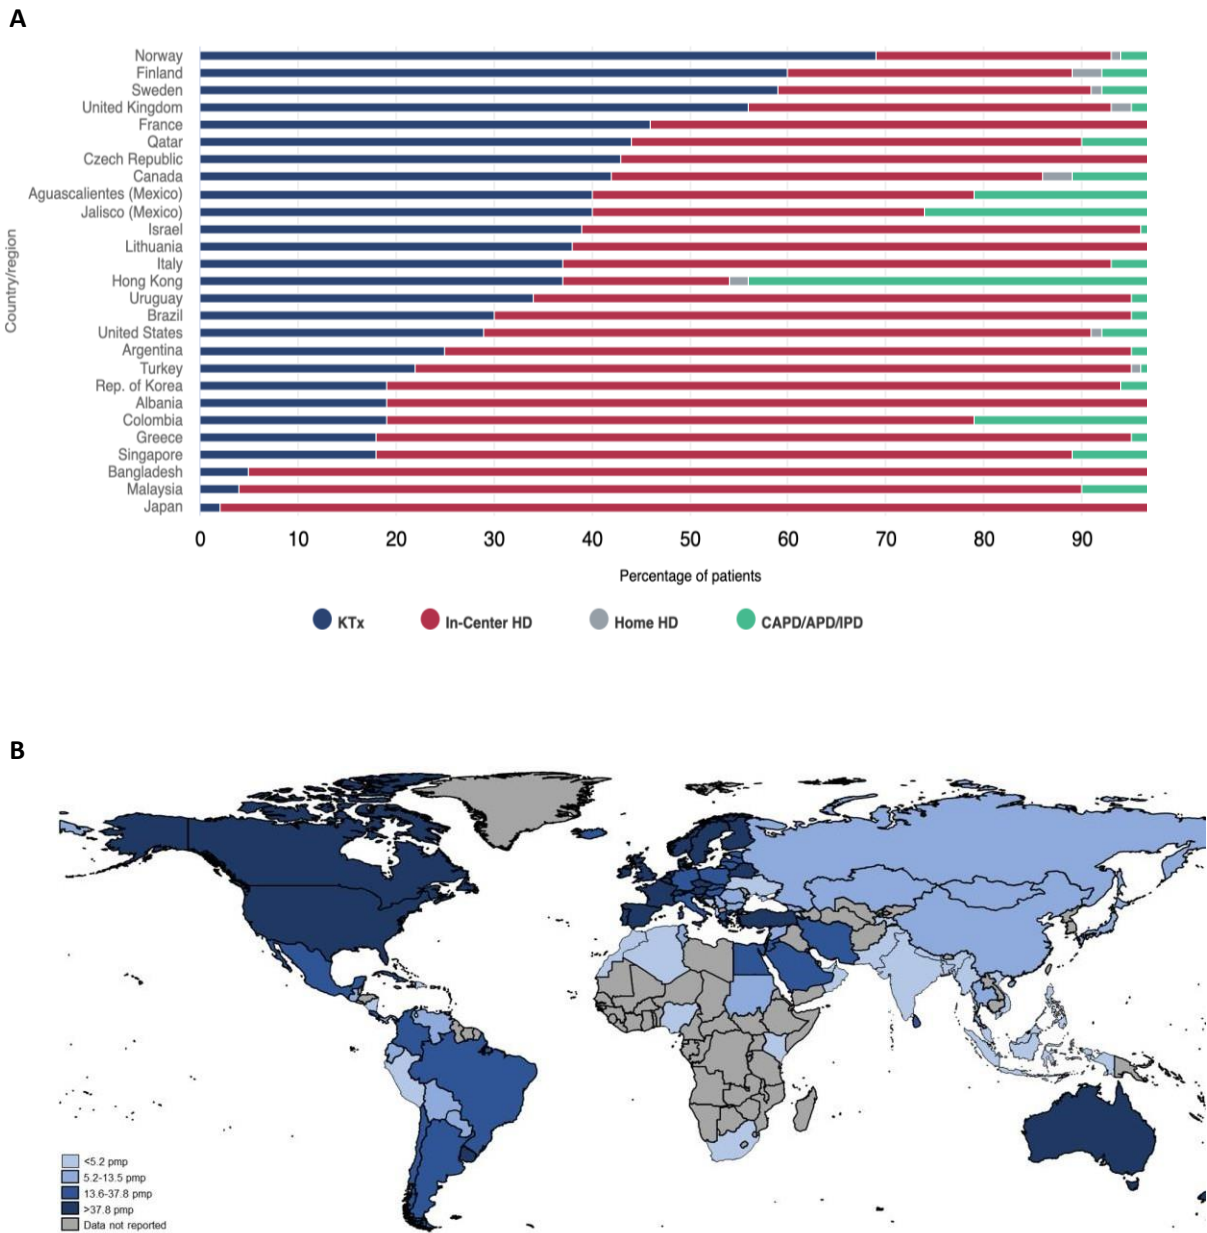 A
Norway
Finland
Sweden
United Kingdom
France
Qatar
Czech Republic
Canada
Aguascalientes (Mexico)
Jalisco (Mexico)
Israel
Lithuania
Italy
Hong Kong
Uruguay
Brazil
United States
Argentina
Turkey
Rep. of Korea
Albania
Colombia
Greece
Singapore
Bangladesh
Malaysia
Japan
Country/region
0 10 20 30 40 50 60 70 80 90
Percentage of patients
KTx In-Center HD Home HD CAPD/APD/IPD
B
<5.2 pmp
5.2-13.5 pmp
13.6-37.8 pmp
>37.8 pmp
Data not reported